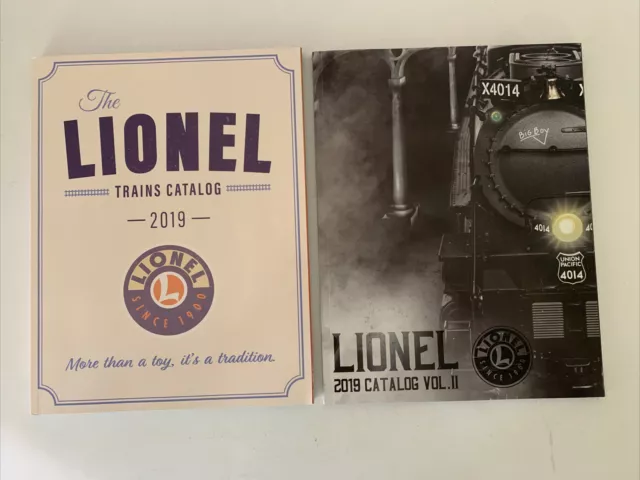 The
LIONEL
TRAINS CATALOG
—2019—
LIONEL
L
SINCE 1900
More than a toy, it's a tradition.
X4014
X
Big Boy
4014
40
UNION
PACIFIC
4014
LIONEL
2019 CATALOG VOL.II
LIONEL
L
SINCE 1900